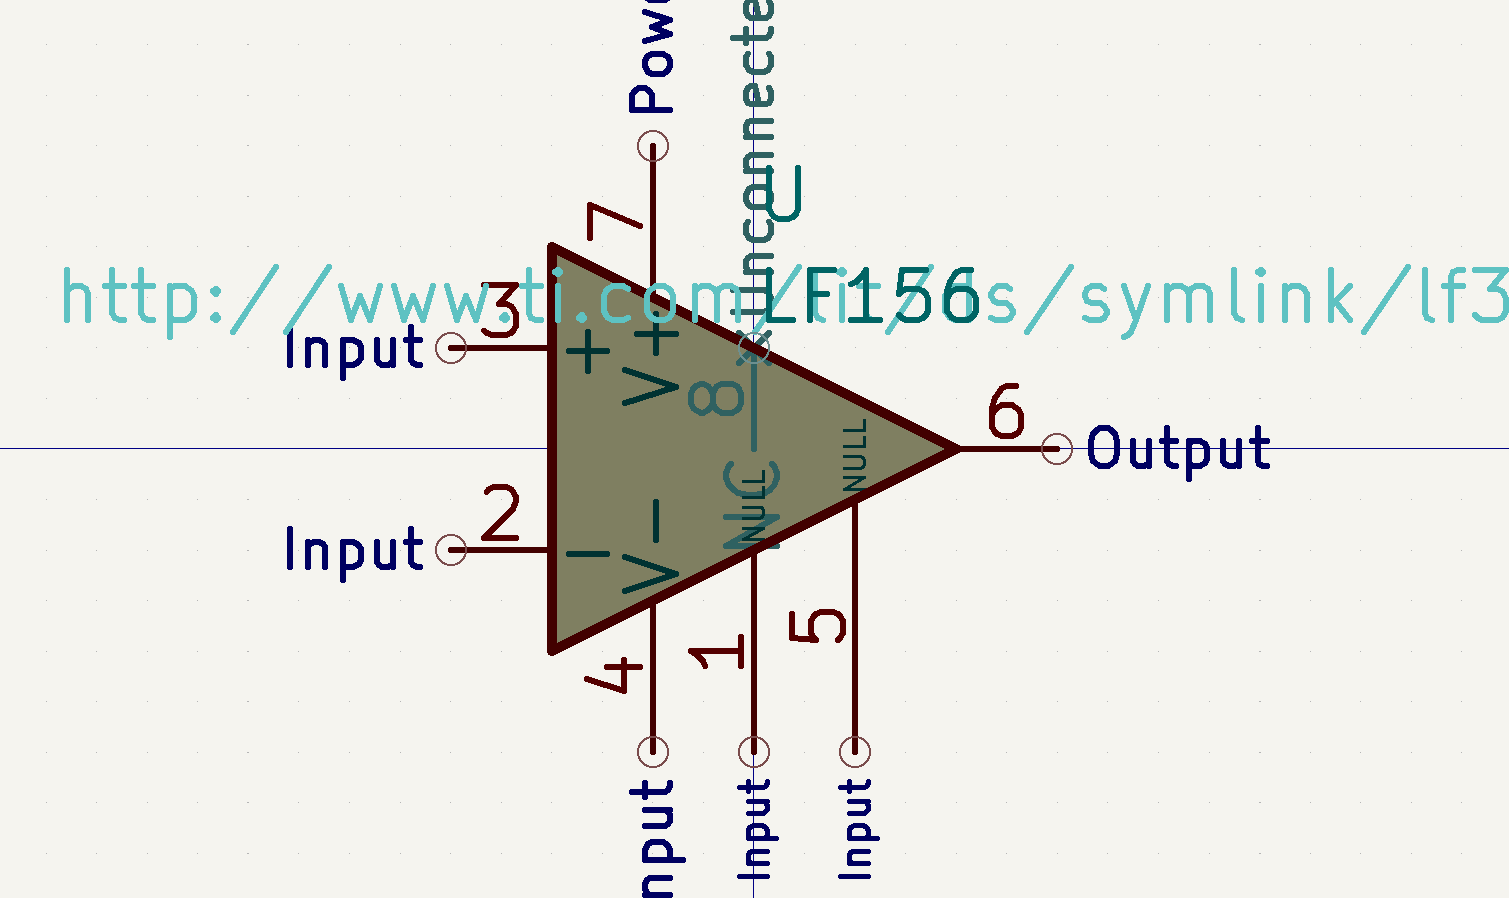 Powe
unconnecte
U
7
http://www.ti.com/lit/ds/symlink/lf3
LF156
3
Input
+
V+
8
6
Output
NULL
NC
NULL
2
Input
-
V-
4
1
5
nput
Input
Input